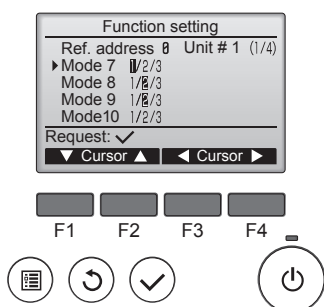 Function setting
Ref. address 0 Unit # 1 (1/4)
▶Mode 7 1/2/3
Mode 8 1/2/3
Mode 9 1/2/3
Mode10 1/2/3
Request: ✓
▼ Cursor ▲ ◀ Cursor ▶
F1 F2 F3 F4